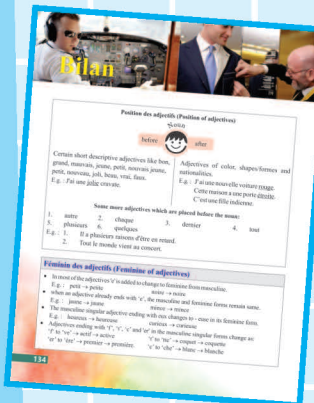 Bilan
Position des adjectifs (Position of adjectives)
Noun
before after
Certain short descriptive adjectives like bon,
grand, mauvais, jeune, petit, nouvais jeune,
petit, nouveau, joli, beau, vrai, faux.
E.g. : J'ai une jolie cravate.
Adjectives of color, shapes/formes and
nationalities.
E.g. : J'ai une nouvelle voiture rouge.
Cette maison a une porte étroite.
C'est une fille indienne.
Some more adjectives which are placed before the noun:
1. autre 2. chaque 3. dernier 4. tout
5. plusieurs 6. quelques
E.g. : 1. Il a plusieurs raisons d'être en retard.
2. Tout le monde vient au concert.
Féminin des adjectifs (Feminine of adjectives)
• In most of the adjectives 'e' is added to change to feminine from masculine.
E.g. : petit → petite noire → noire
• when an adjective already ends with 'e', the masculine and feminine forms remain same.
E.g. : jaune → jaune mince → mince
• The masculine singular adjective ending with eux changes to - euse in its feminine form.
E.g. : heureux → heureuse curieux → curieuse
• Adjectives ending with 'f', 't', 'c' and 'er' in the masculine singular forms change as:
'f' to 've' → actif → active 't' to 'tte' → coquet → coquette
'er' to 'ère' → premier → première 'c' to 'che' → blanc → blanche
134